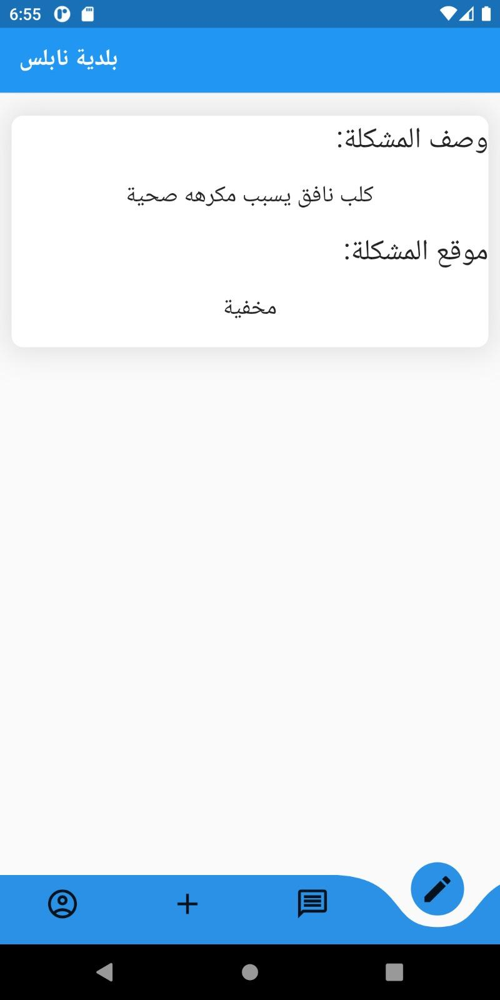 6:55
بلدية نابلس
وصف المشكلة:
كلب نافق يسبب مكرهه صحية
موقع المشكلة:
مخفية